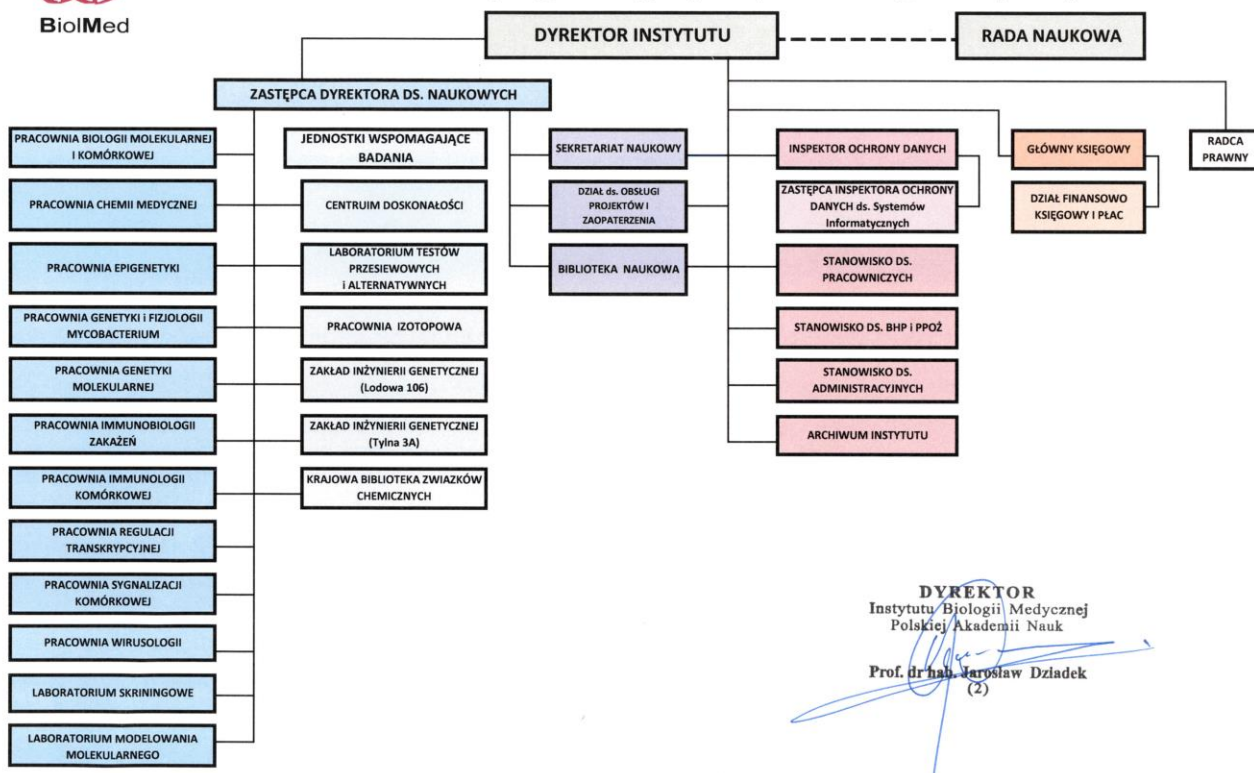 BiolMed
DYREKTOR INSTYTUTU
RADA NAUKOWA
ZASTĘPCA DYREKTORA DS. NAUKOWYCH
PRACOWNIA BIOLOGII MOLEKULARNEJ
I KOMÓRKOWEJ
PRACOWNIA CHEMII MEDYCZNEJ
PRACOWNIA EPIGENETYKI
PRACOWNIA GENETYKI i FIZJOLOGII
MYCOBACTERIUM
PRACOWNIA GENETYKI
MOLEKULARNEJ
PRACOWNIA IMMUNOBIOLOGII
ZAKAŻEŃ
PRACOWNIA IMMUNOLOGII
KOMÓRKOWEJ
PRACOWNIA REGULACJI
TRANSKRYPCYJNEJ
PRACOWNIA SYGNALIZACJI
KOMÓRKOWEJ
PRACOWNIA WIRUSOLOGII
LABORATORIUM SKRININGOWE
LABORATORIUM MODELOWANIA
MOLEKULARNEGO
JEDNOSTKI WSPOMAGAJĄCE
BADANIA
CENTRUIM DOSKONAŁOŚCI
LABORATORIUM TESTÓW
PRZESIEWOWYCH
i ALTERNATYWNYCH
PRACOWNIA IZOTOPOWA
ZAKŁAD INŻYNIERII GENETYCZNEJ
(Lodowa 106)
ZAKŁAD INŻYNIERII GENETYCZNEJ
(Tylna 3A)
KRAJOWA BIBLIOTEKA ZWIAZKÓW
CHEMICZNYCH
SEKRETARIAT NAUKOWY
DZIAŁ ds. OBSŁUGI
PROJEKTÓW I
ZAOPATERZENIA
BIBLIOTEKA NAUKOWA
INSPEKTOR OCHRONY DANYCH
ZASTĘPCA INSPEKTORA OCHRONY
DANYCH ds. Systemów
Informatycznych
STANOWISKO DS.
PRACOWNICZYCH
STANOWISKO DS. BHP i PPOŻ
STANOWISKO DS.
ADMINISTRACYJNYCH
ARCHIWUM INSTYTUTU
GŁÓWNY KSIĘGOWY
DZIAŁ FINANSOWO
KSIĘGOWY I PŁAC
RADCA
PRAWNY
DYREKTOR
Instytutu Biologii Medycznej
Polskiej Akademii Nauk
Prof. dr hab. Jarosław Dziadek
(2)